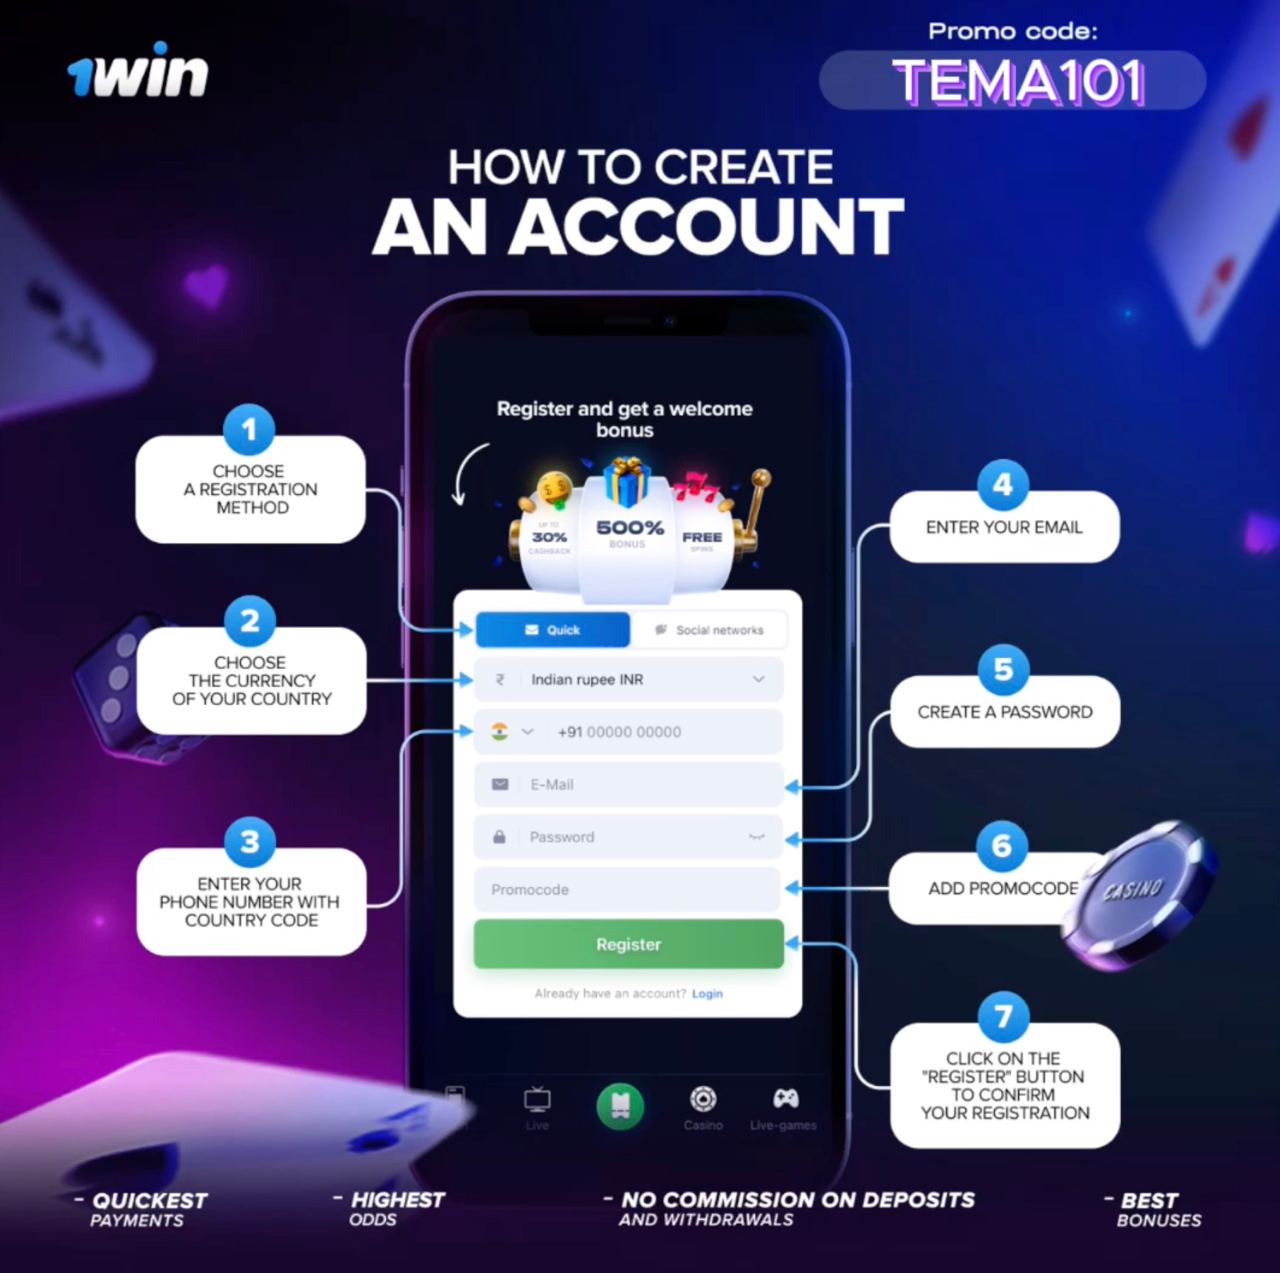 1win
Promo code:
TEMA101
HOW TO CREATE
AN ACCOUNT
Register and get a welcome
bonus
UP TO
30%
CASHBACK
500%
BONUS
FREE
SPINS
1
CHOOSE
A REGISTRATION
METHOD
2
CHOOSE
THE CURRENCY
OF YOUR COUNTRY
3
ENTER YOUR
PHONE NUMBER WITH
COUNTRY CODE
Quick
Social networks
₹ Indian rupee INR
+91 00000 00000
E-Mail
Password
Promocode
Register
Already have an account? Login
4
ENTER YOUR EMAIL
5
CREATE A PASSWORD
6
ADD PROMOCODE
CASINO
7
CLICK ON THE
"REGISTER" BUTTON
TO CONFIRM
YOUR REGISTRATION
Live
Casino
Live-games
- QUICKEST
PAYMENTS
- HIGHEST
ODDS
- NO COMMISSION ON DEPOSITS
AND WITHDRAWALS
- BEST
BONUSES